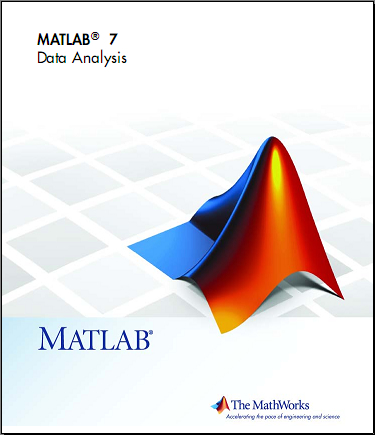 MATLAB® 7
Data Analysis
MATLAB®
The MathWorks
Accelerating the pace of engineering and science